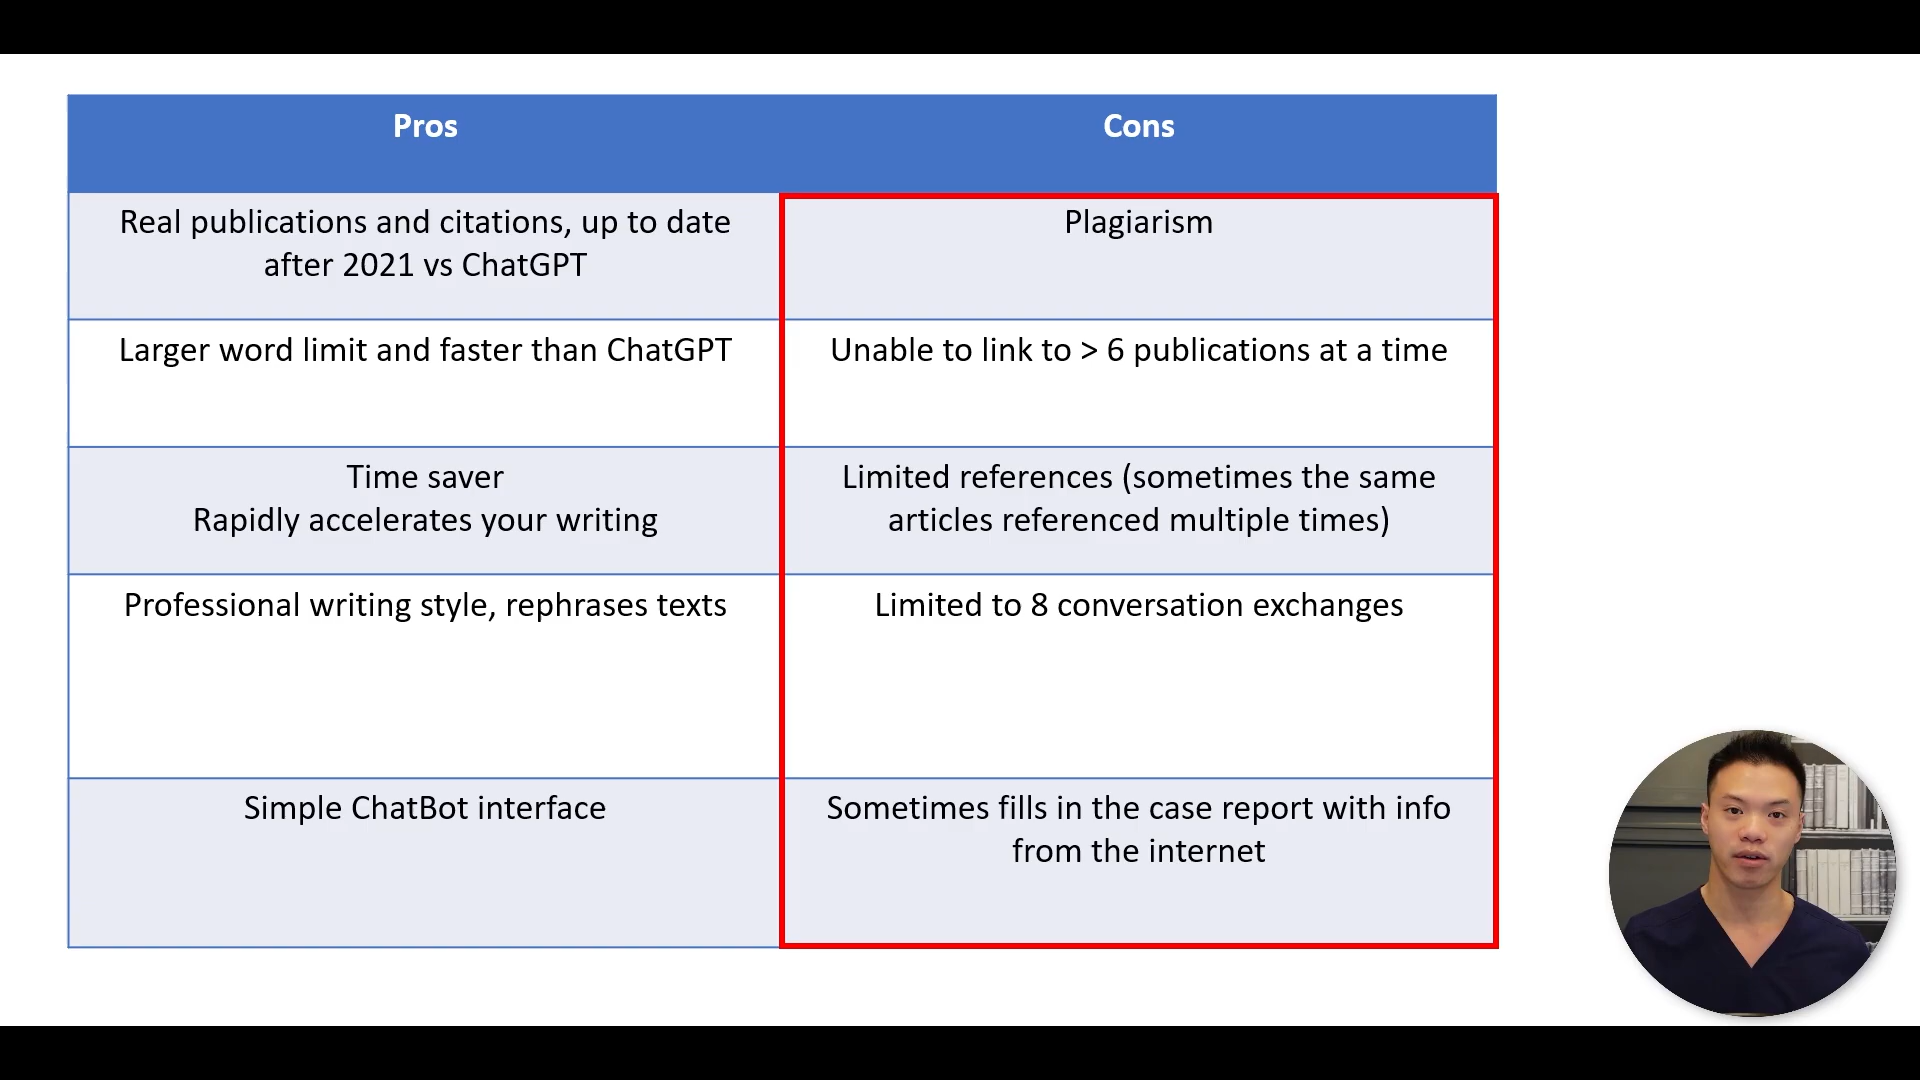 Pros
Cons
Real publications and citations, up to date
after 2021 vs ChatGPT
Plagiarism
Larger word limit and faster than ChatGPT
Unable to link to > 6 publications at a time
Time saver
Rapidly accelerates your writing
Limited references (sometimes the same
articles referenced multiple times)
Professional writing style, rephrases texts
Limited to 8 conversation exchanges
Simple ChatBot interface
Sometimes fills in the case report with info
from the internet